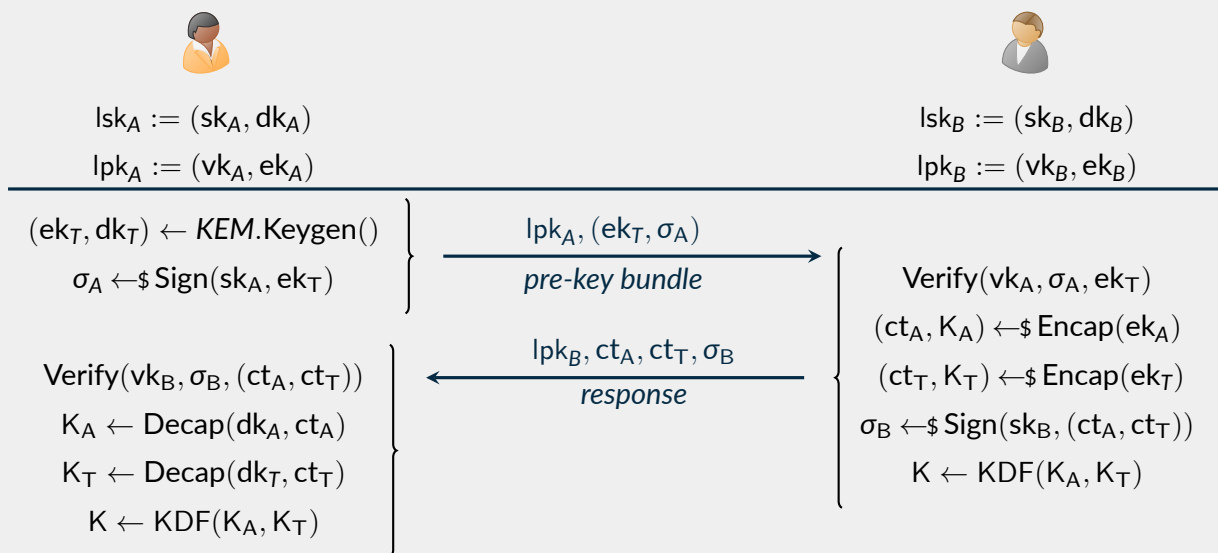 lsk_A := (sk_A, dk_A)
lpk_A := (vk_A, ek_A)
lsk_B := (sk_B, dk_B)
lpk_B := (vk_B, ek_B)
(ek_T, dk_T) ← KEM.Keygen()
σ_A ←$ Sign(sk_A, ek_T)
lpk_A, (ek_T, σ_A)
pre-key bundle
Verify(vk_A, σ_A, ek_T)
(ct_A, K_A) ←$ Encap(ek_A)
(ct_T, K_T) ←$ Encap(ek_T)
σ_B ←$ Sign(sk_B, (ct_A, ct_T))
K ← KDF(K_A, K_T)
lpk_B, ct_A, ct_T, σ_B
response
Verify(vk_B, σ_B, (ct_A, ct_T))
K_A ← Decap(dk_A, ct_A)
K_T ← Decap(dk_T, ct_T)
K ← KDF(K_A, K_T)